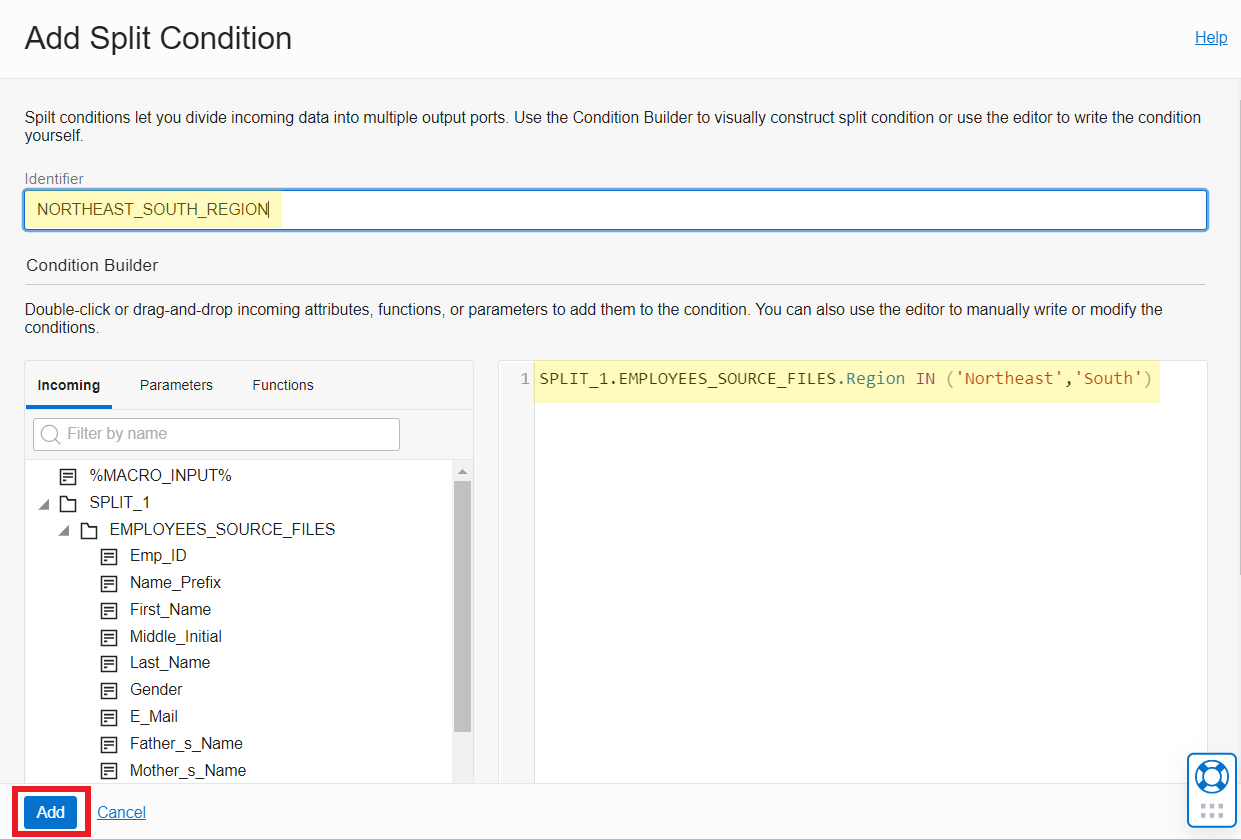 Add Split Condition
Help
Spilt conditions let you divide incoming data into multiple output ports. Use the Condition Builder to visually construct split condition or use the editor to write the condition
yourself.
Identifier
NORTHEAST_SOUTH_REGION
Condition Builder
Double-click or drag-and-drop incoming attributes, functions, or parameters to add them to the condition. You can also use the editor to manually write or modify the
conditions.
Incoming Parameters Functions
Filter by name
%MACRO_INPUT%
SPLIT_1
EMPLOYEES_SOURCE_FILES
Emp_ID
Name_Prefix
First_Name
Middle_Initial
Last_Name
Gender
E_Mail
Father_s_Name
Mother_s_Name
1 SPLIT_1.EMPLOYEES_SOURCE_FILES.Region IN ('Northeast','South')
Add Cancel